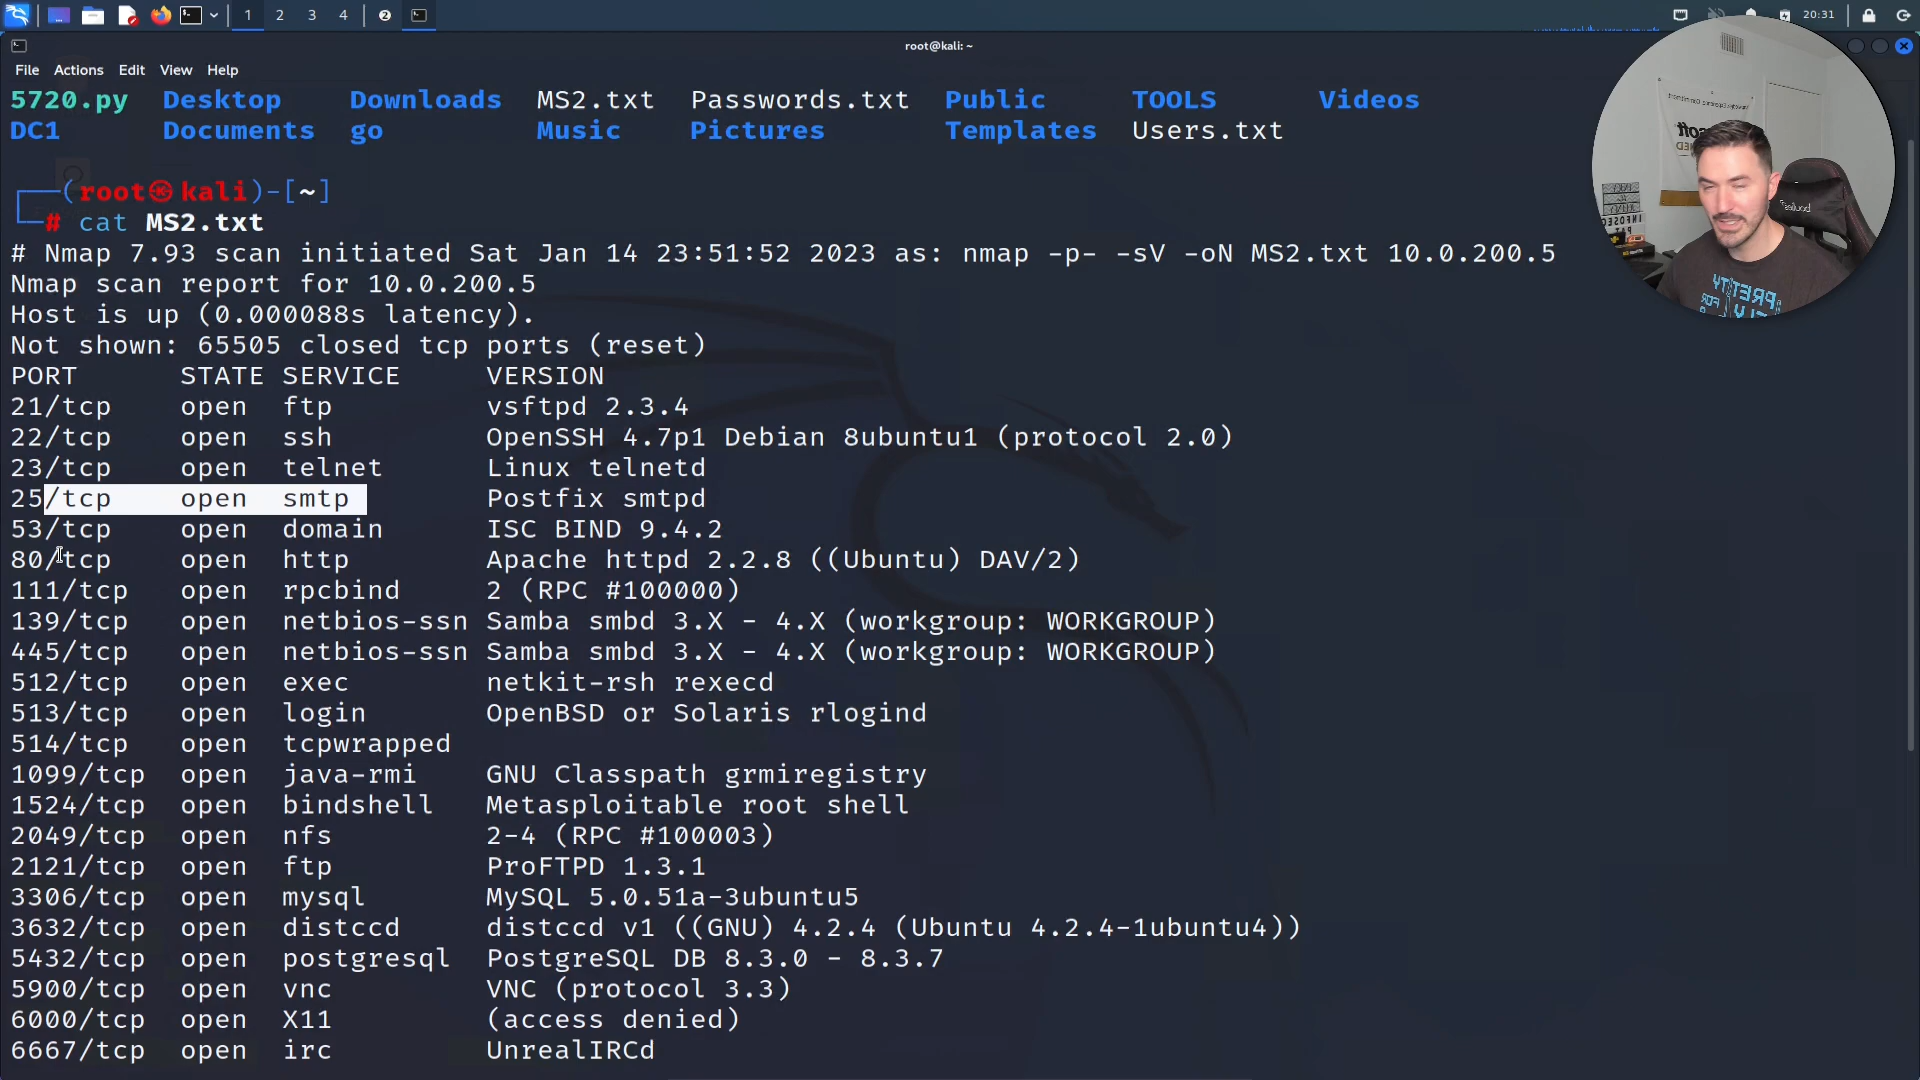 1 2 3 4 2 20:31
root@kali: ~
File Actions Edit View Help
5720.py Desktop Downloads MS2.txt Passwords.txt Public TOOLS Videos
DC1 Documents go Music Pictures Templates Users.txt
(root㉿kali)-[~]
# cat MS2.txt
# Nmap 7.93 scan initiated Sat Jan 14 23:51:52 2023 as: nmap -p- -sV -oN MS2.txt 10.0.200.5
Nmap scan report for 10.0.200.5
Host is up (0.000088s latency).
Not shown: 65505 closed tcp ports (reset)
PORT STATE SERVICE VERSION
21/tcp open ftp vsftpd 2.3.4
22/tcp open ssh OpenSSH 4.7p1 Debian 8ubuntu1 (protocol 2.0)
23/tcp open telnet Linux telnetd
25/tcp open smtp Postfix smtpd
53/tcp open domain ISC BIND 9.4.2
80/tcp open http Apache httpd 2.2.8 ((Ubuntu) DAV/2)
111/tcp open rpcbind 2 (RPC #100000)
139/tcp open netbios-ssn Samba smbd 3.X - 4.X (workgroup: WORKGROUP)
445/tcp open netbios-ssn Samba smbd 3.X - 4.X (workgroup: WORKGROUP)
512/tcp open exec netkit-rsh rexecd
513/tcp open login OpenBSD or Solaris rlogind
514/tcp open tcpwrapped
1099/tcp open java-rmi GNU Classpath grmiregistry
1524/tcp open bindshell Metasploitable root shell
2049/tcp open nfs 2-4 (RPC #100003)
2121/tcp open ftp ProFTPD 1.3.1
3306/tcp open mysql MySQL 5.0.51a-3ubuntu5
3632/tcp open distccd distccd v1 ((GNU) 4.2.4 (Ubuntu 4.2.4-1ubuntu4))
5432/tcp open postgresql PostgreSQL DB 8.3.0 - 8.3.7
5900/tcp open vnc VNC (protocol 3.3)
6000/tcp open X11 (access denied)
6667/tcp open irc UnrealIRCd
PRETTY
FOR